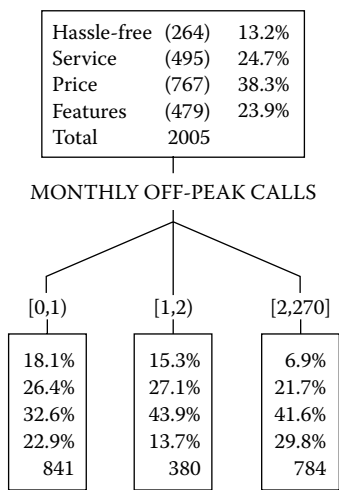 Hassle-free (264) 13.2%
Service (495) 24.7%
Price (767) 38.3%
Features (479) 23.9%
Total 2005
MONTHLY OFF-PEAK CALLS
[0,1) [1,2) [2,270]
18.1% 15.3% 6.9%
26.4% 27.1% 21.7%
32.6% 43.9% 41.6%
22.9% 13.7% 29.8%
841 380 784